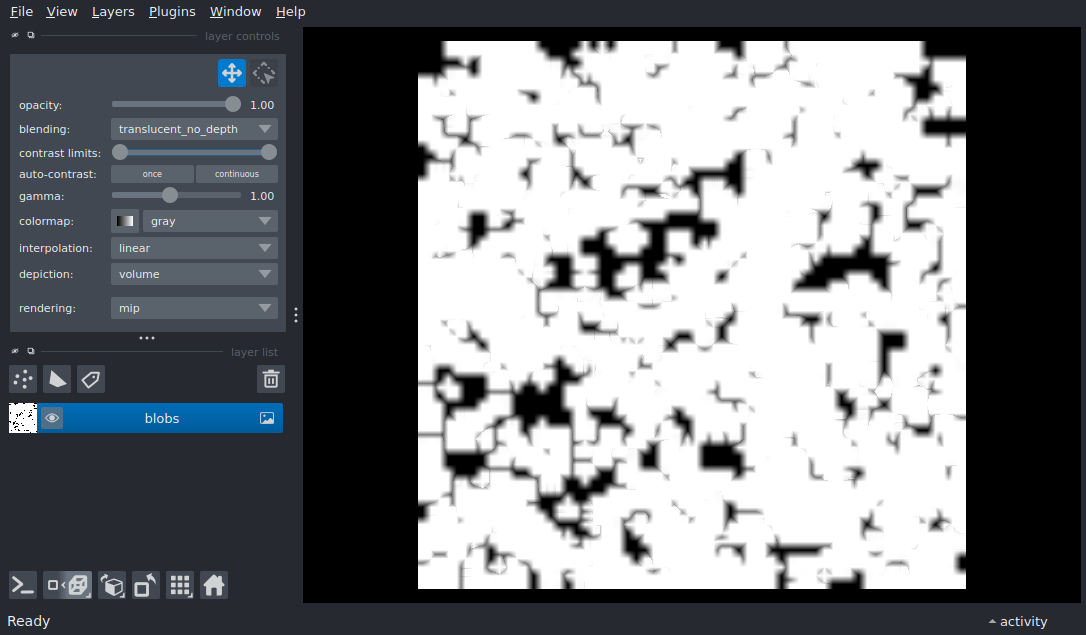 File View Layers Plugins Window Help
layer controls
opacity: 1.00
blending: translucent_no_depth
contrast limits:
auto-contrast: once continuous
gamma: 1.00
colormap: gray
interpolation: linear
depiction: volume
rendering: mip
layer list
blobs
Ready activity